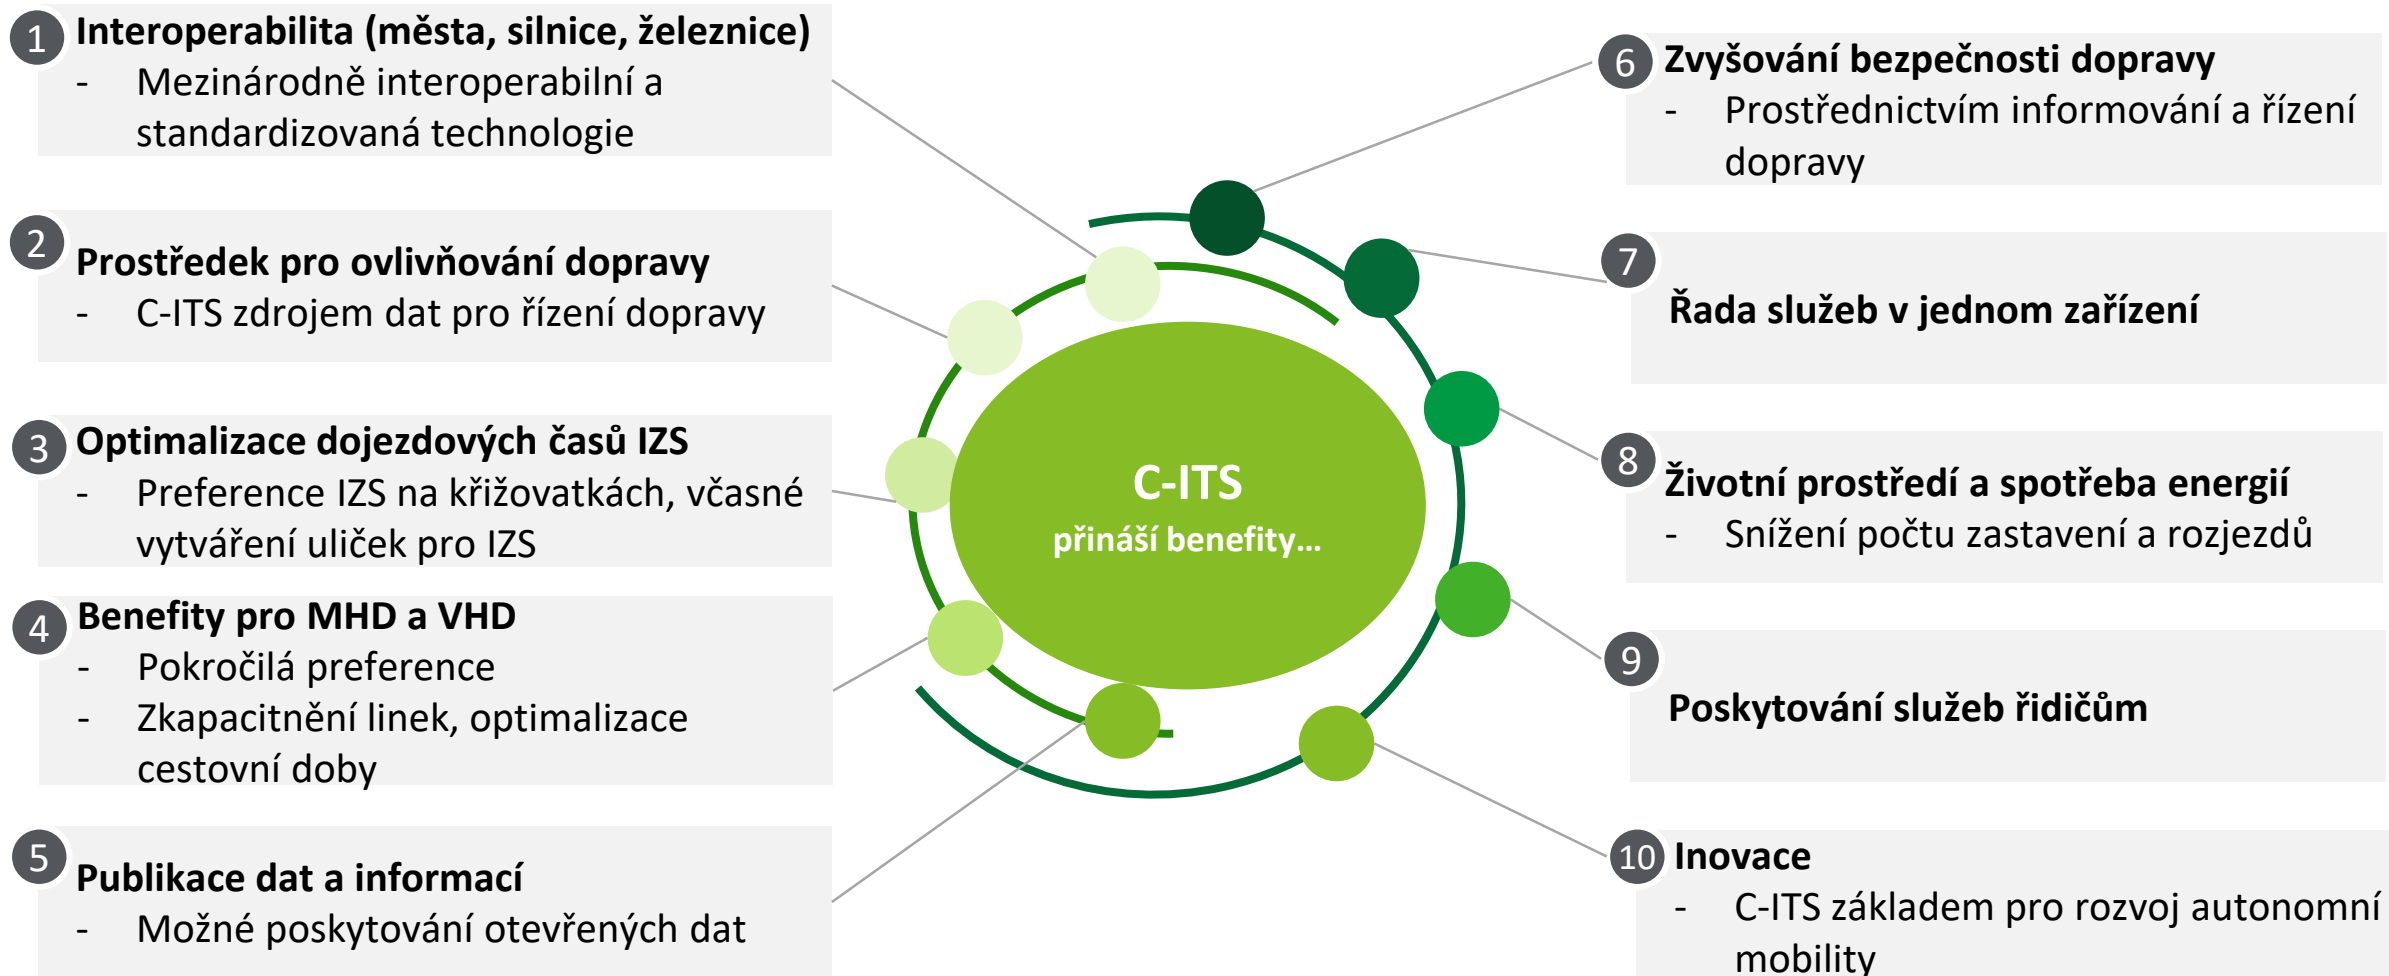 1
Interoperabilita (města, silnice, železnice)
- Mezinárodně interoperabilní a
standardizovaná technologie
2
Prostředek pro ovlivňování dopravy
- C-ITS zdrojem dat pro řízení dopravy
3
Optimalizace dojezdových časů IZS
- Preference IZS na křižovatkách, včasné
vytváření uliček pro IZS
4
Benefity pro MHD a VHD
- Pokročilá preference
- Zkapacitnění linek, optimalizace
cestovní doby
5
Publikace dat a informací
- Možné poskytování otevřených dat
C-ITS
přináší benefity...
6
Zvyšování bezpečnosti dopravy
- Prostřednictvím informování a řízení
dopravy
7
Řada služeb v jednom zařízení
8
Životní prostředí a spotřeba energií
- Snížení počtu zastavení a rozjezdů
9
Poskytování služeb řidičům
10
Inovace
- C-ITS základem pro rozvoj autonomní
mobility